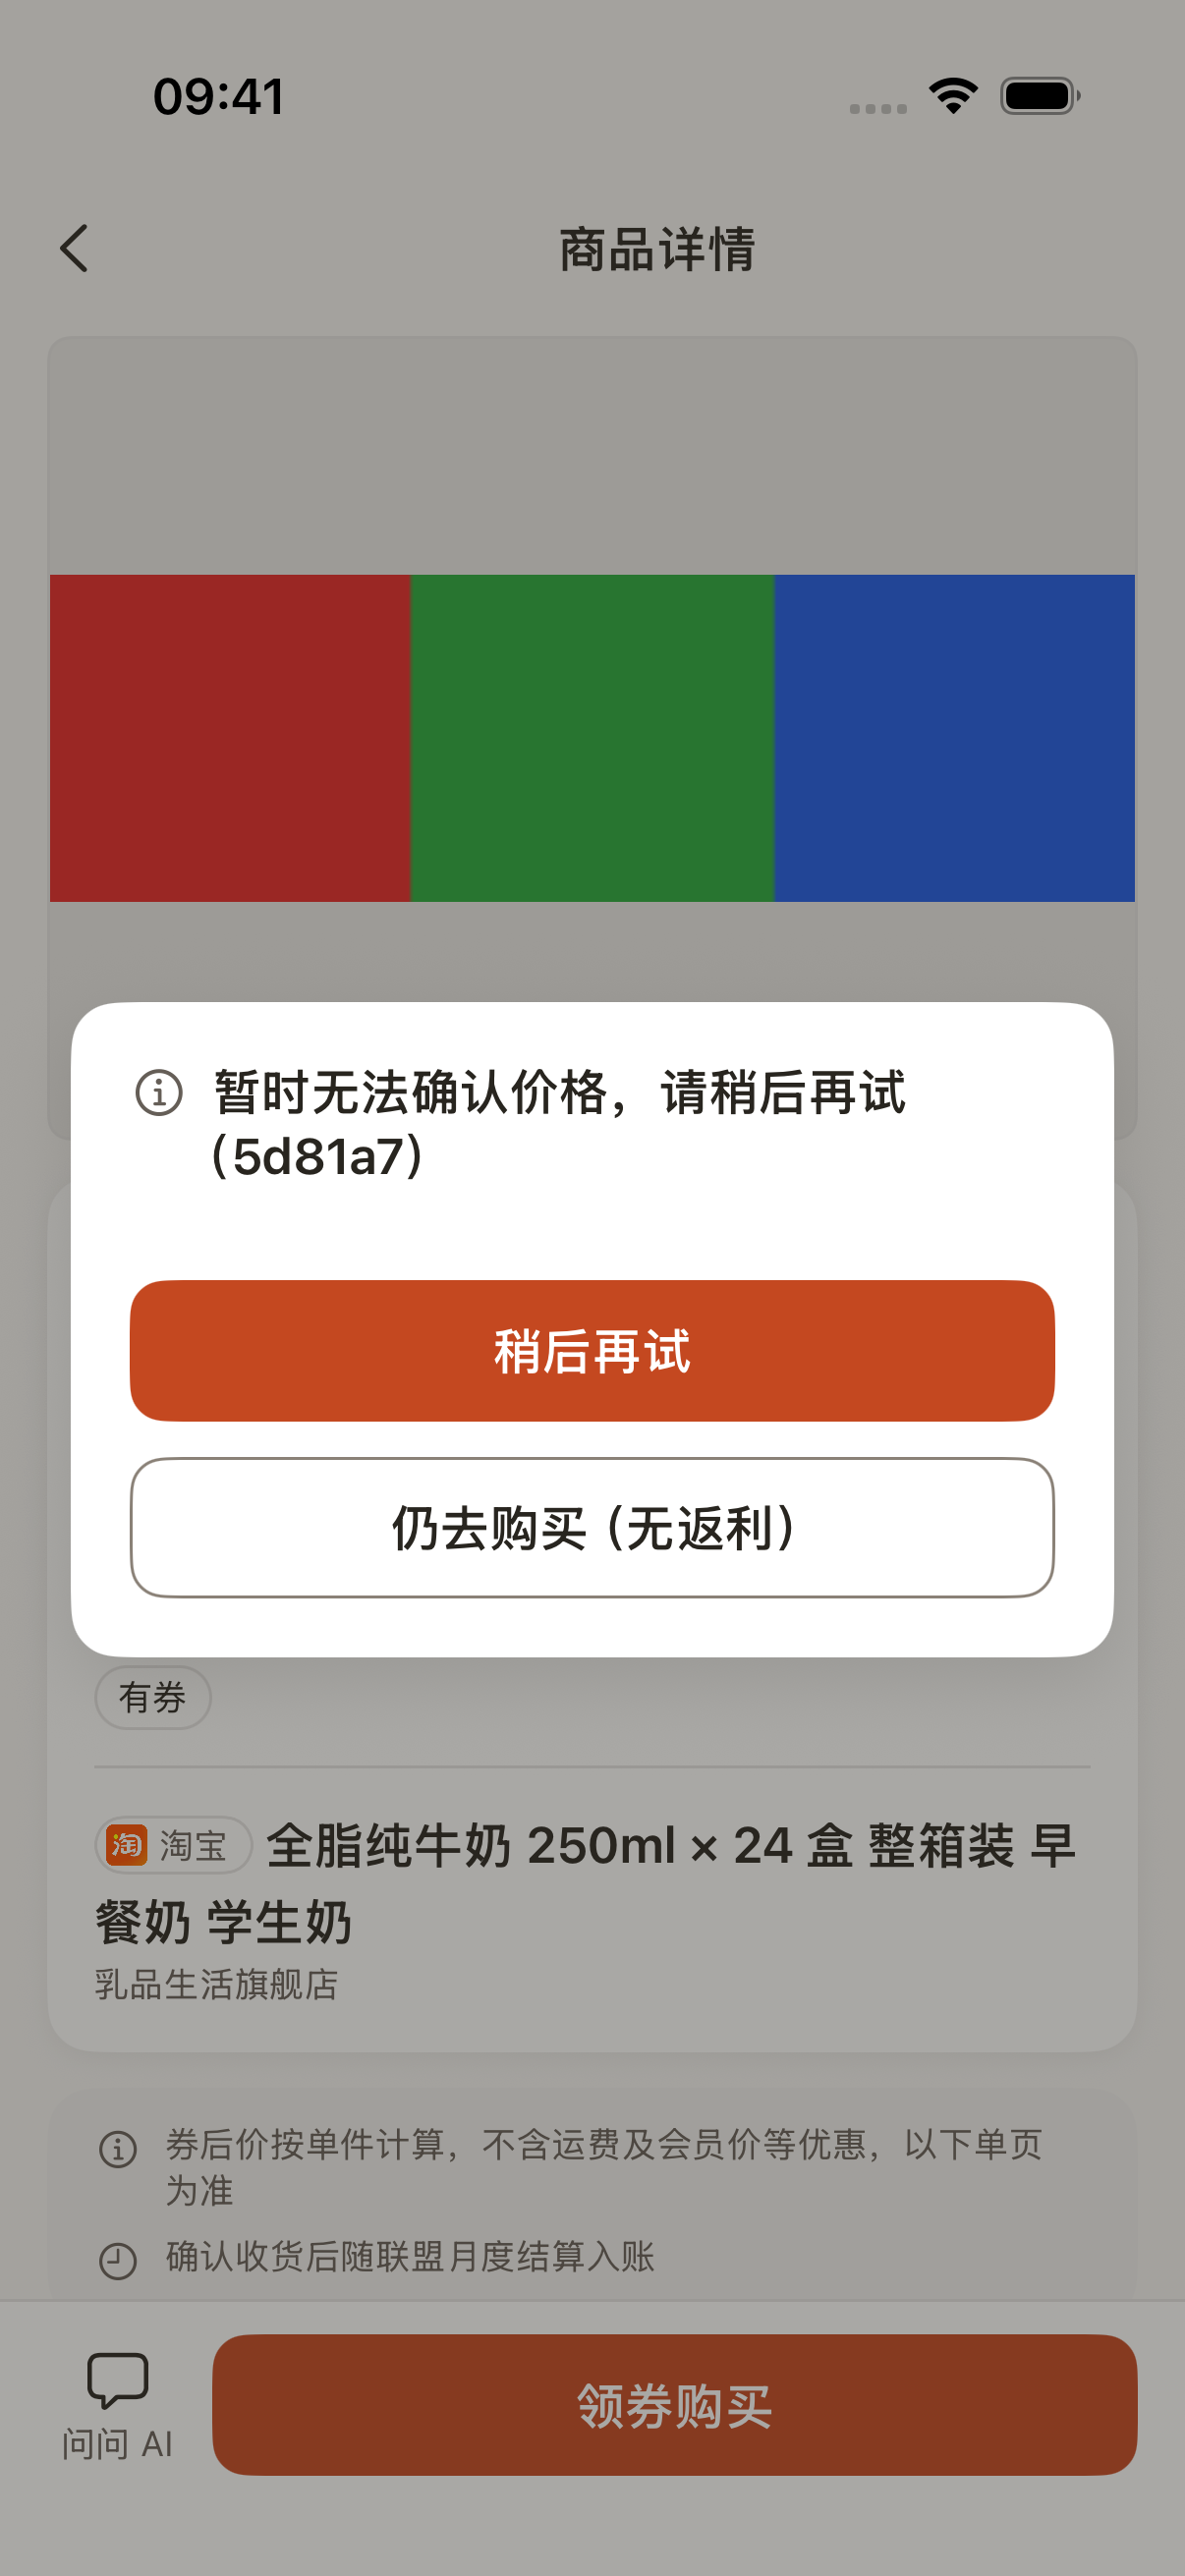 09:41
商品详情
暂时无法确认价格，请稍后再试
（5d81a7）
稍后再试
仍去购买（无返利）
有券
淘 淘宝 全脂纯牛奶 250ml × 24 盒 整箱装 早
餐奶 学生奶
乳品生活旗舰店
券后价按单件计算，不含运费及会员价等优惠，以下单页
为准
确认收货后随联盟月度结算入账
问问 AI
领券购买